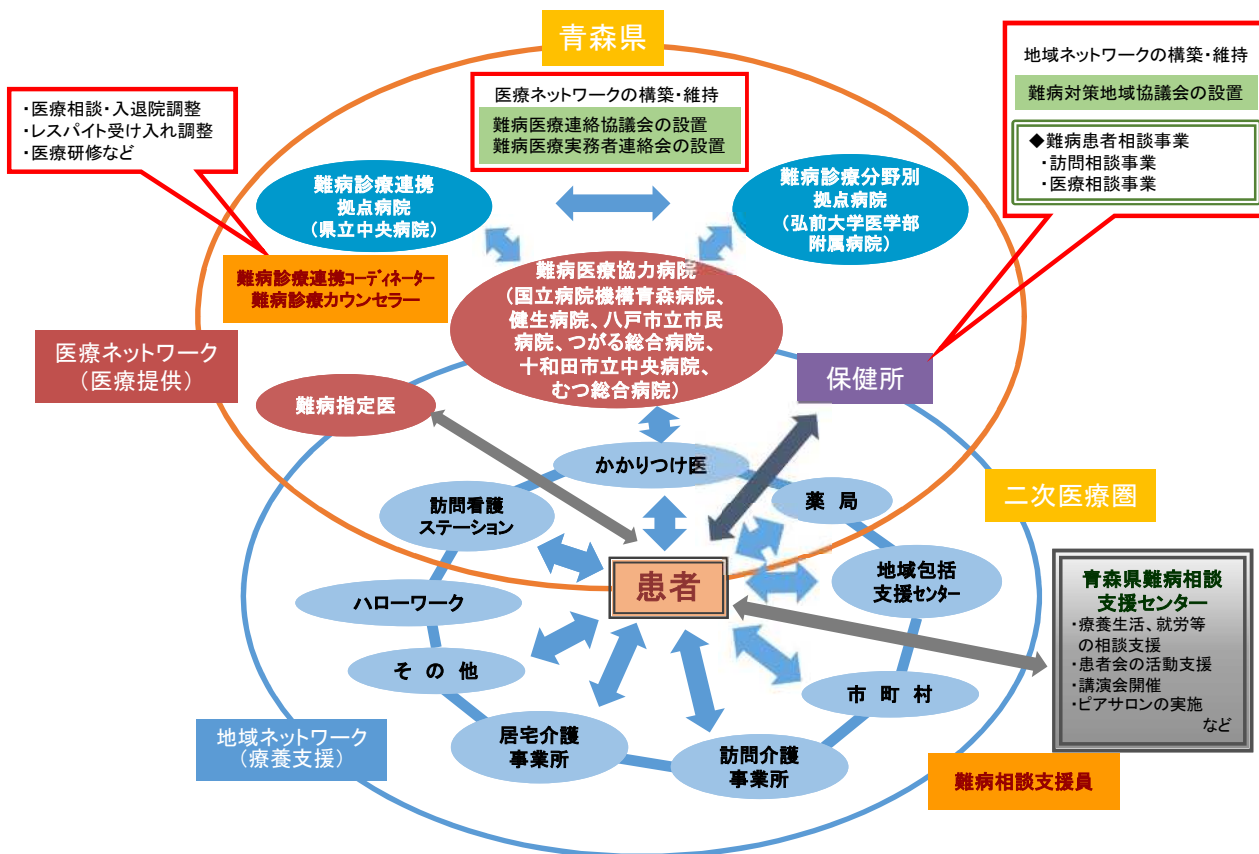 青森県
・医療相談・入退院調整
・レスパイト受け入れ調整
・医療研修など
医療ネットワークの構築・維持
難病医療連絡協議会の設置
難病医療実務者連絡会の設置
地域ネットワークの構築・維持
難病対策地域協議会の設置
◆難病患者相談事業
・訪問相談事業
・医療相談事業
難病診療連携
拠点病院
(県立中央病院)
難病診療分野別
拠点病院
(弘前大学医学部
附属病院)
難病診療連携コーディネーター
難病診療カウンセラー
難病医療協力病院
(国立病院機構青森病院、
健生病院、八戸市立市民
病院、つがる総合病院、
十和田市立中央病院、
むつ総合病院)
医療ネットワーク
(医療提供)
保健所
難病指定医
かかりつけ医
訪問看護
ステーション
薬 局
二次医療圏
患者
地域包括
支援センター
ハローワーク
そ の 他
市 町 村
居宅介護
事業所
訪問介護
事業所
地域ネットワーク
(療養支援)
青森県難病相談
支援センター
・療養生活、就労等
の相談支援
・患者会の活動支援
・講演会開催
・ピアサロンの実施
など
難病相談支援員